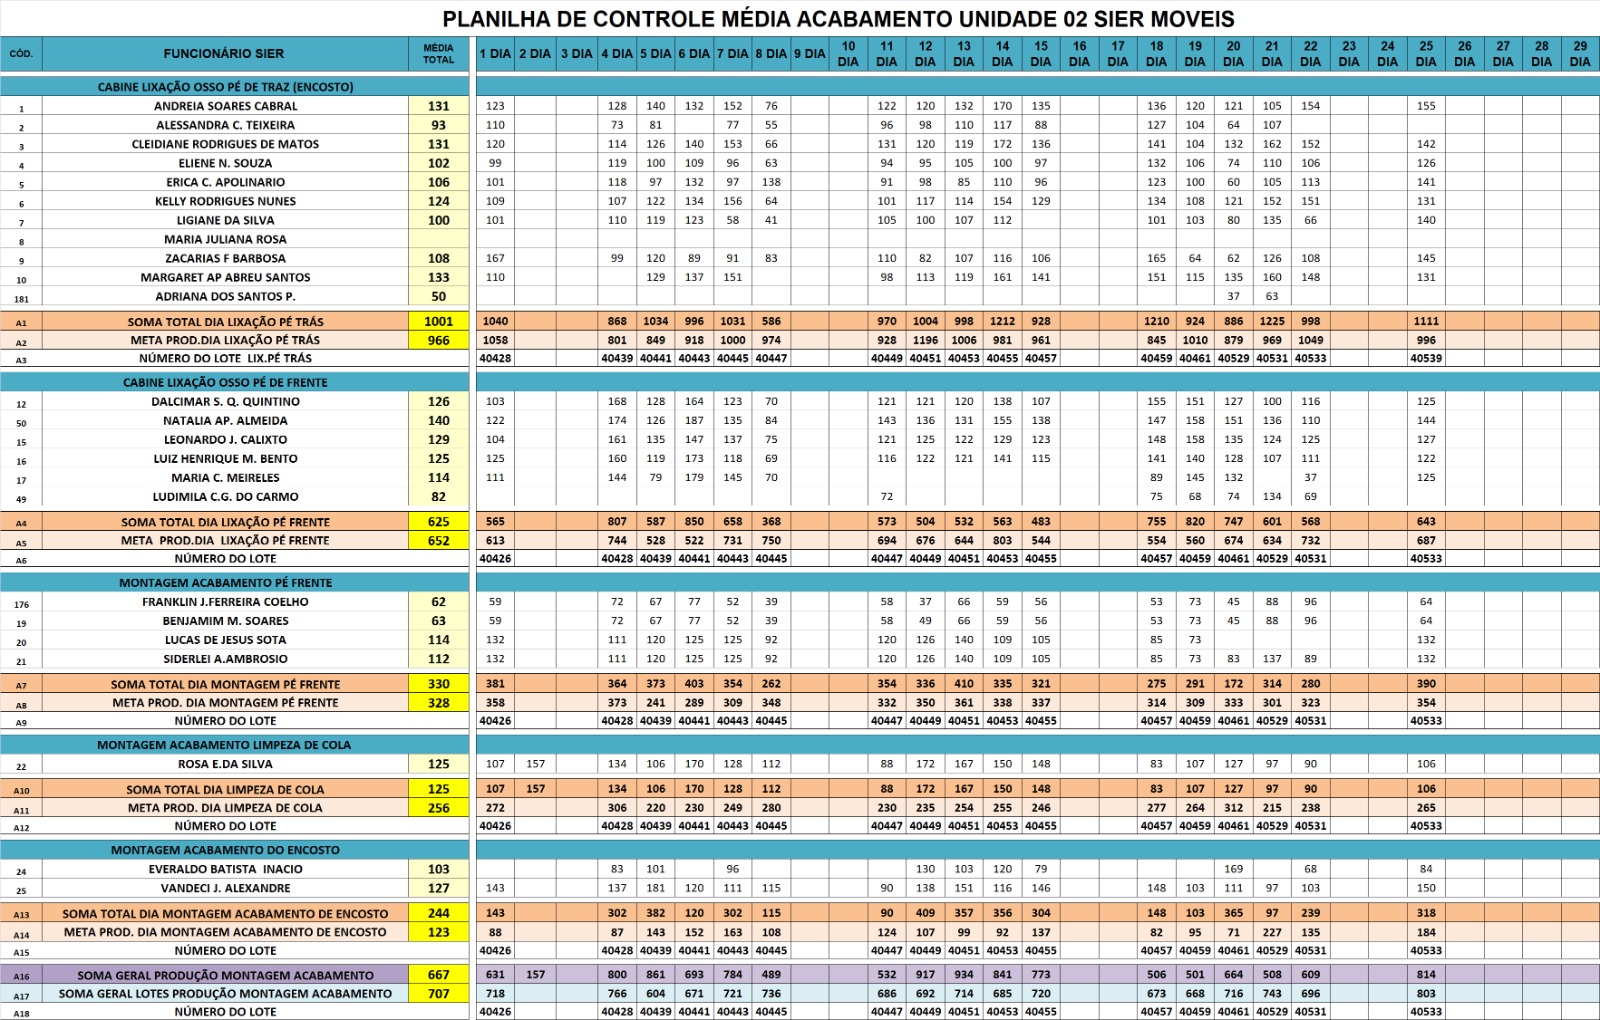 PLANILHA DE CONTROLE MÉDIA ACABAMENTO UNIDADE 02 SIER MOVEIS
CÓD. FUNCIONÁRIO SIER MÉDIA TOTAL 1 DIA 2 DIA 3 DIA 4 DIA 5 DIA 6 DIA 7 DIA 8 DIA 9 DIA 10 DIA 11 DIA 12 DIA 13 DIA 14 DIA 15 DIA 16 DIA 17 DIA 18 DIA 19 DIA 20 DIA 21 DIA 22 DIA 23 DIA 24 DIA 25 DIA 26 DIA 27 DIA 28 DIA 29 DIA
CABINE LIXAÇÃO OSSO PÉ DE TRAZ (ENCOSTO)
1 ANDREIA SOARES CABRAL 131 123 128 140 132 152 76 122 120 132 170 135 136 120 121 105 154 155
2 ALESSANDRA C. TEIXEIRA 93 110 73 81 77 55 96 98 110 117 88 127 104 64 107
3 CLEIDIANE RODRIGUES DE MATOS 131 120 114 126 140 153 66 131 120 119 172 136 141 104 132 162 152 142
4 ELIENE N. SOUZA 102 99 119 100 109 96 63 94 95 105 100 97 132 106 74 110 106 126
5 ERICA C. APOLINARIO 106 101 118 97 132 97 138 91 98 85 110 96 123 100 60 105 113 141
6 KELLY RODRIGUES NUNES 124 109 107 122 134 156 64 101 117 114 154 129 134 108 121 152 151 131
7 LIGIANE DA SILVA 100 101 110 119 123 58 41 105 100 107 112 101 103 80 135 66 140
8 MARIA JULIANA ROSA
9 ZACARIAS F BARBOSA 108 167 99 120 89 91 83 110 82 107 116 106 165 64 62 126 108 145
10 MARGARET AP ABREU SANTOS 133 110 129 137 151 98 113 119 161 141 151 115 135 160 148 131
181 ADRIANA DOS SANTOS P. 50 37 63
A1 SOMA TOTAL DIA LIXAÇÃO PÉ TRÁS 1001 1040 868 1034 996 1031 586 970 1004 998 1212 928 1210 924 886 1225 998 1111
A2 META PROD.DIA LIXAÇÃO PÉ TRÁS 966 1058 801 849 918 1000 974 928 1196 1006 981 961 845 1010 879 969 1049 996
A3 NÚMERO DO LOTE LIX.PÉ TRÁS 40428 40439 40441 40443 40445 40447 40449 40451 40453 40455 40457 40459 40461 40529 40531 40533 40539
CABINE LIXAÇÃO OSSO PÉ DE FRENTE
12 DALCIMAR S. Q. QUINTINO 126 103 168 128 164 123 70 121 121 120 138 107 155 151 127 100 116 125
50 NATALIA AP. ALMEIDA 140 122 174 126 187 135 84 143 136 131 155 138 147 158 151 136 110 144
15 LEONARDO J. CALIXTO 129 104 161 135 147 137 75 121 125 122 129 123 148 158 135 124 125 127
16 LUIZ HENRIQUE M. BENTO 125 125 160 119 173 118 69 116 122 121 141 115 141 140 128 107 111 122
17 MARIA C. MEIRELES 114 111 144 79 179 145 70 89 145 132 37 125
49 LUDIMILA C.G. DO CARMO 82 72 75 68 74 134 69
A4 SOMA TOTAL DIA LIXAÇÃO PÉ FRENTE 625 565 807 587 850 658 368 573 504 532 563 483 755 820 747 601 568 643
A5 META PROD.DIA LIXAÇÃO PÉ FRENTE 652 613 744 528 522 731 750 694 676 644 803 544 554 560 674 634 732 687
A6 NÚMERO DO LOTE 40426 40428 40439 40441 40443 40445 40447 40449 40451 40453 40455 40457 40459 40461 40529 40531 40533
MONTAGEM ACABAMENTO PÉ FRENTE
176 FRANKLIN J.FERREIRA COELHO 62 59 72 67 77 52 39 58 37 66 59 56 53 73 45 88 96 64
19 BENJAMIM M. SOARES 63 59 72 67 77 52 39 58 49 66 59 56 53 73 45 88 96 64
20 LUCAS DE JESUS SOTA 114 132 111 120 125 125 92 120 126 140 109 105 85 73 132
21 SIDERLEI A.AMBROSIO 112 132 111 120 125 125 92 120 126 140 109 105 85 73 83 137 89 132
A7 SOMA TOTAL DIA MONTAGEM PÉ FRENTE 330 381 364 373 403 354 262 354 336 410 335 321 275 291 172 314 280 390
A8 META PROD. DIA MONTAGEM PÉ FRENTE 328 358 373 241 289 309 348 332 350 361 338 337 314 309 333 301 323 354
A9 NÚMERO DO LOTE 40426 40428 40439 40441 40443 40445 40447 40449 40451 40453 40455 40457 40459 40461 40529 40531 40533
MONTAGEM ACABAMENTO LIMPEZA DE COLA
22 ROSA E.DA SILVA 125 107 157 134 106 170 128 112 88 172 167 150 148 83 107 127 97 90 106
A10 SOMA TOTAL DIA LIMPEZA DE COLA 125 107 157 134 106 170 128 112 88 172 167 150 148 83 107 127 97 90 106
A11 META PROD. DIA LIMPEZA DE COLA 256 272 306 220 230 249 280 230 235 254 255 246 277 264 312 215 238 265
A12 NÚMERO DO LOTE 40426 40428 40439 40441 40443 40445 40447 40449 40451 40453 40455 40457 40459 40461 40529 40531 40533
MONTAGEM ACABAMENTO DO ENCOSTO
24 EVERALDO BATISTA INACIO 103 83 101 96 130 103 120 79 169 68 84
25 VANDECI J. ALEXANDRE 127 143 137 181 120 111 115 90 138 151 116 146 148 103 111 97 103 150
A13 SOMA TOTAL DIA MONTAGEM ACABAMENTO DE ENCOSTO 244 143 302 382 120 302 115 90 409 357 356 304 148 103 365 97 239 318
A14 META PROD. DIA MONTAGEM ACABAMENTO DE ENCOSTO 123 88 87 143 152 163 108 124 107 99 92 137 82 95 71 227 135 184
A15 NÚMERO DO LOTE 40426 40428 40439 40441 40443 40445 40447 40449 40451 40453 40455 40457 40459 40461 40529 40531 40533
A16 SOMA GERAL PRODUÇÃO MONTAGEM ACABAMENTO 667 631 157 800 861 693 784 489 532 917 934 841 773 506 501 664 508 609 814
A17 SOMA GERAL LOTES PRODUÇÃO MONTAGEM ACABAMENTO 707 718 766 604 671 721 736 686 692 714 685 720 673 668 716 743 696 803
A18 NÚMERO DO LOTE 40426 40428 40439 40441 40443 40445 40447 40449 40451 40453 40455 40457 40459 40461 40529 40531 40533